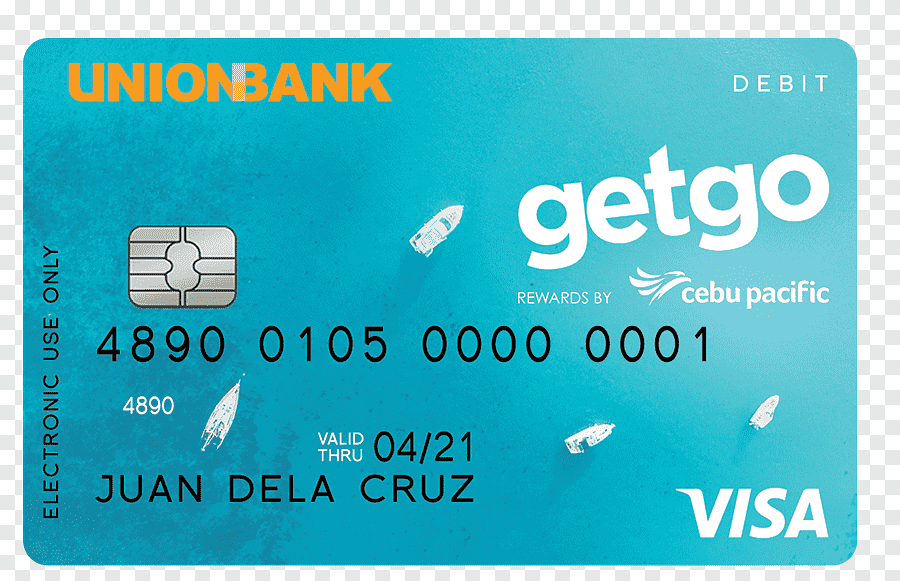 UNIONBANK
DEBIT
getgo
REWARDS BY cebu pacific
ELECTRONIC USE ONLY
4890 0105 0000 0001
4890
VALID THRU 04/21
JUAN DELA CRUZ
VISA